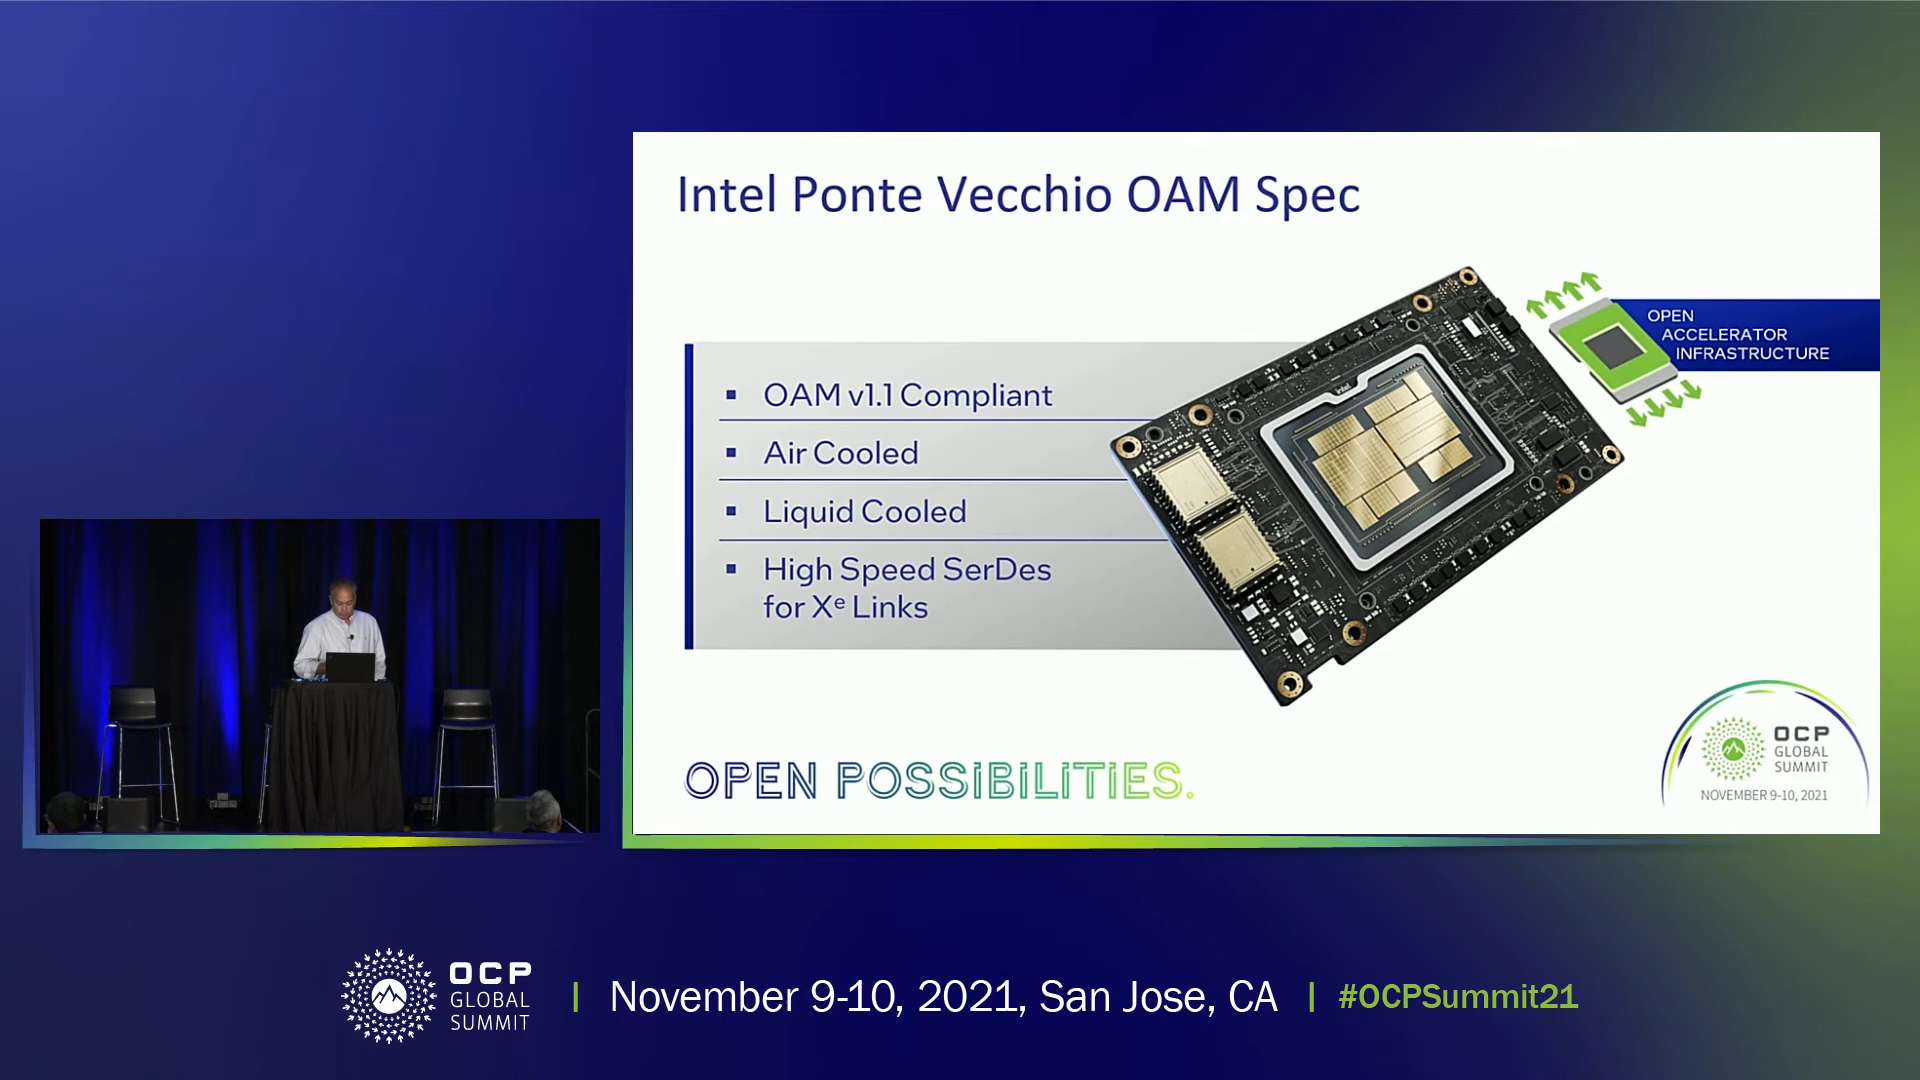 Intel Ponte Vecchio OAM Spec
OPEN
ACCELERATOR
INFRASTRUCTURE
▪ OAM v1.1 Compliant
▪ Air Cooled
▪ Liquid Cooled
▪ High Speed SerDes
for Xᵉ Links
intel
OPEN POSSIBILITIES.
OCP
GLOBAL
SUMMIT
NOVEMBER 9-10, 2021
OCP
GLOBAL
SUMMIT
| November 9-10, 2021, San Jose, CA | #OCPSummit21